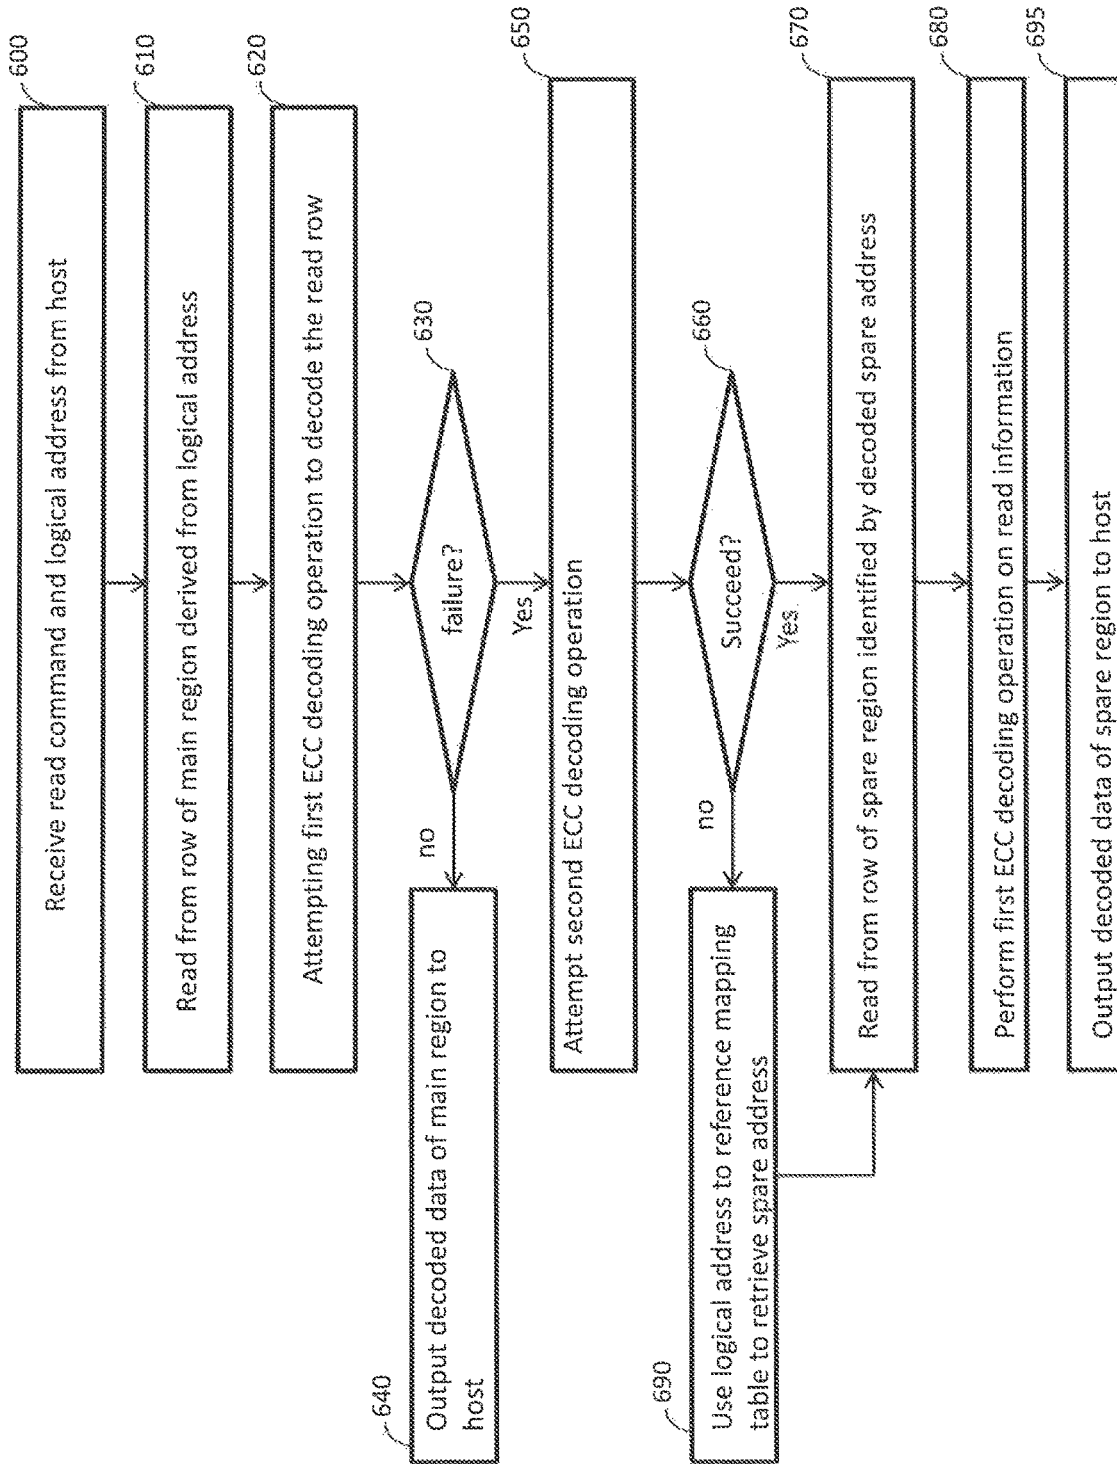 600
Receive read command and logical address from host
610
Read from row of main region derived from logical address
620
Attempting first ECC decoding operation to decode the read row
630
failure?
no
Yes
640
Output decoded data of main region to
host
650
Attempt second ECC decoding operation
660
Succeed?
no
Yes
690
Use logical address to reference mapping
table to retrieve spare address
670
Read from row of spare region identified by decoded spare address
680
Perform first ECC decoding operation on read information
695
Output decoded data of spare region to host